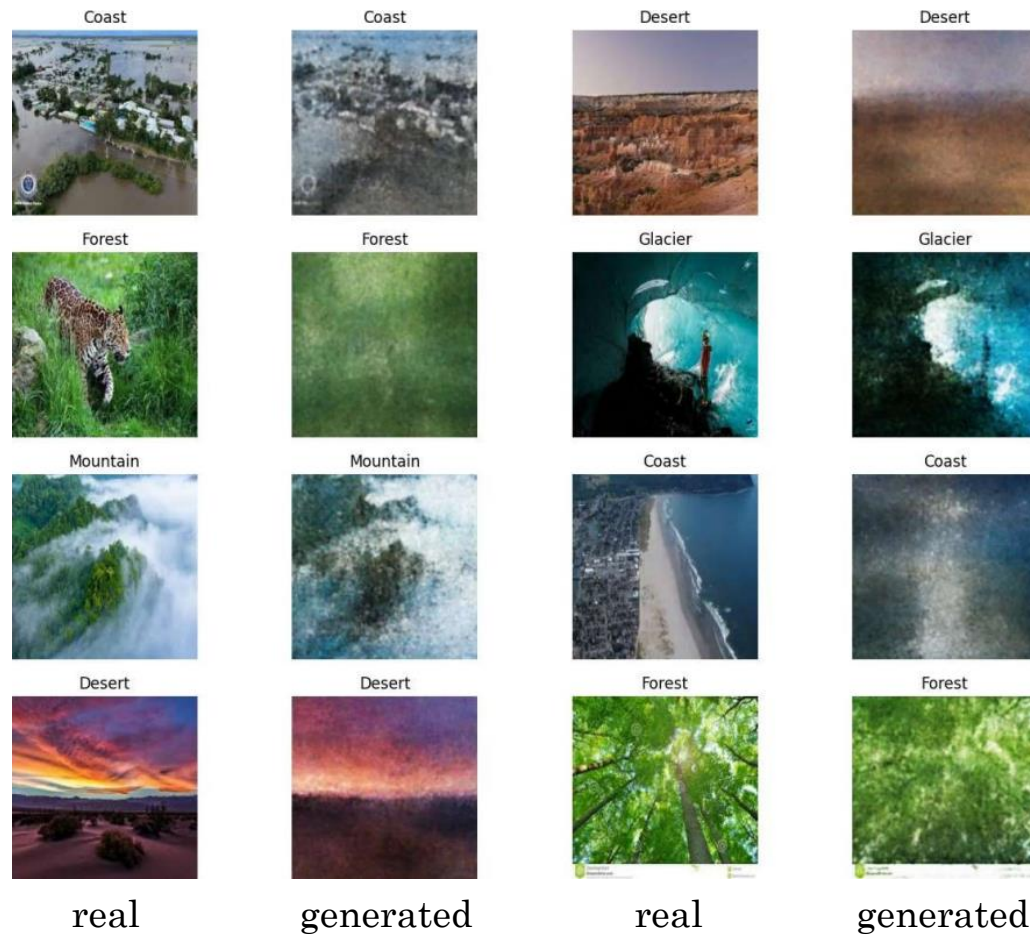 Coast
Coast
Desert
Desert
Forest
Forest
Glacier
Glacier
Mountain
Mountain
Coast
Coast
Desert
Desert
Forest
Forest
real
generated
real
generated